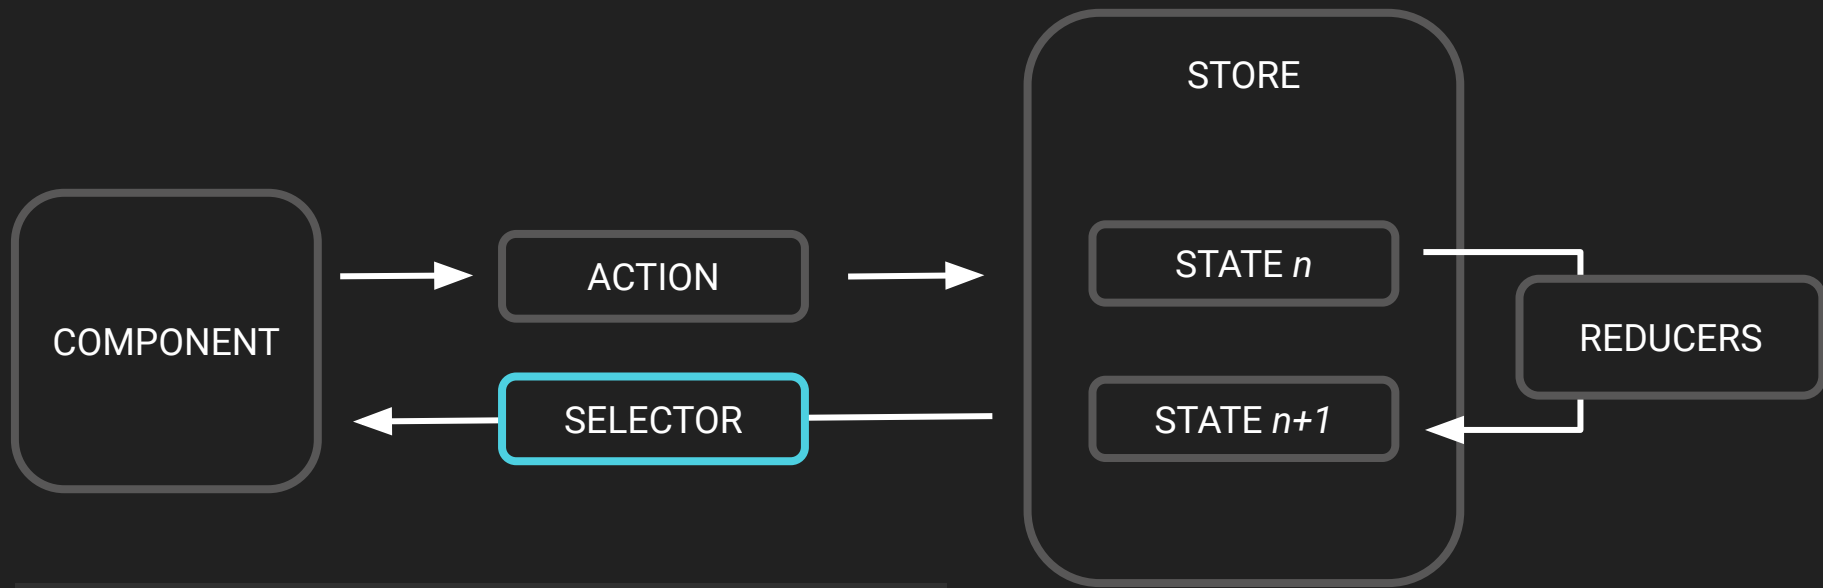 STORE
COMPONENT
ACTION
SELECTOR
STATE n
STATE n+1
REDUCERS